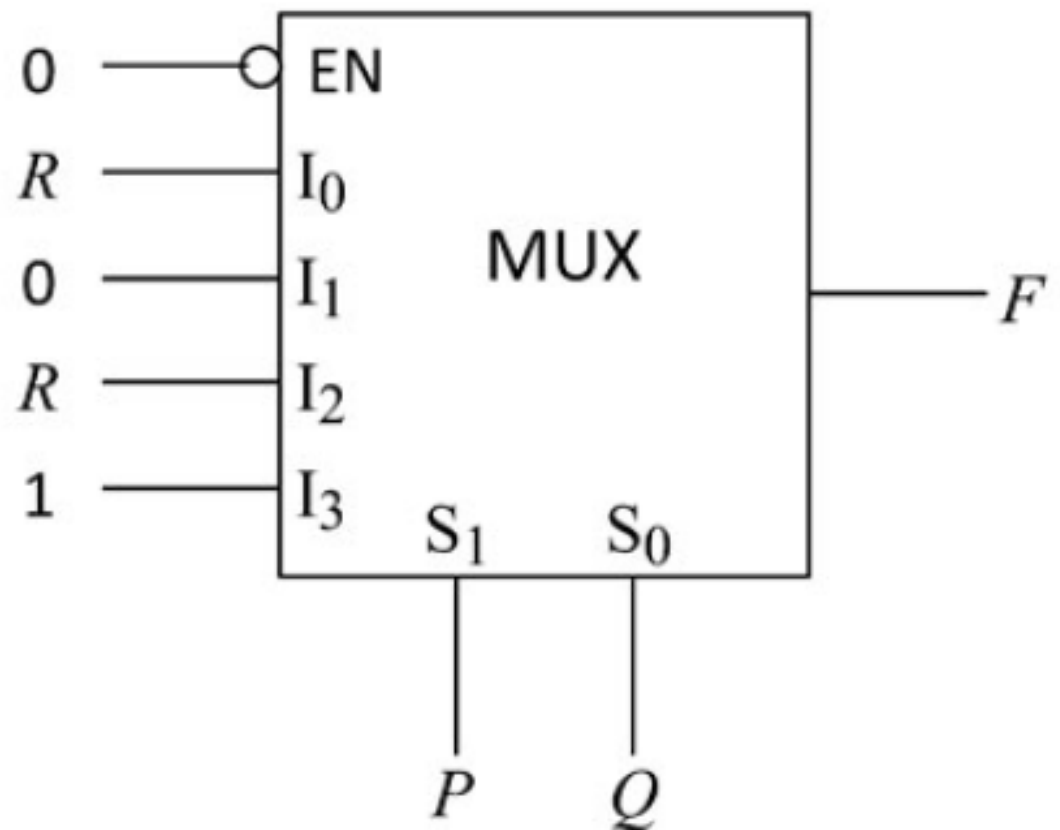 0 EN
R I₀
MUX
0 I₁
F
R I₂
1 I₃
S₁ S₀
P Q